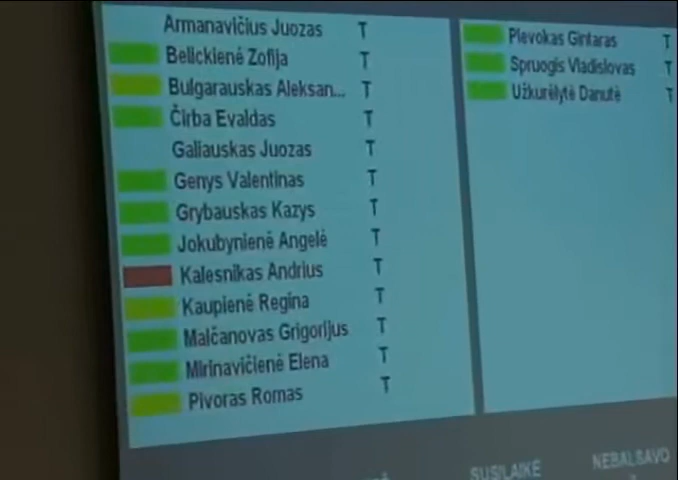 Armanavičius Juozas T
Belickienė Zofija T
Bulgarauskas Aleksan... T
Čirba Evaldas T
Galiauskas Juozas T
Genys Valentinas T
Grybauskas Kazys T
Jokubynienė Angelė T
Kalesnikas Andrius T
Kaupienė Regina T
Malčanovas Grigorijus T
Mirinavičienė Elena T
Pivoras Romas T
Plevokas Gintaras T
Spruogis Vladislovas T
Užkurėlytė Danutė T
SUSILAIKĖ NEBALSAVO